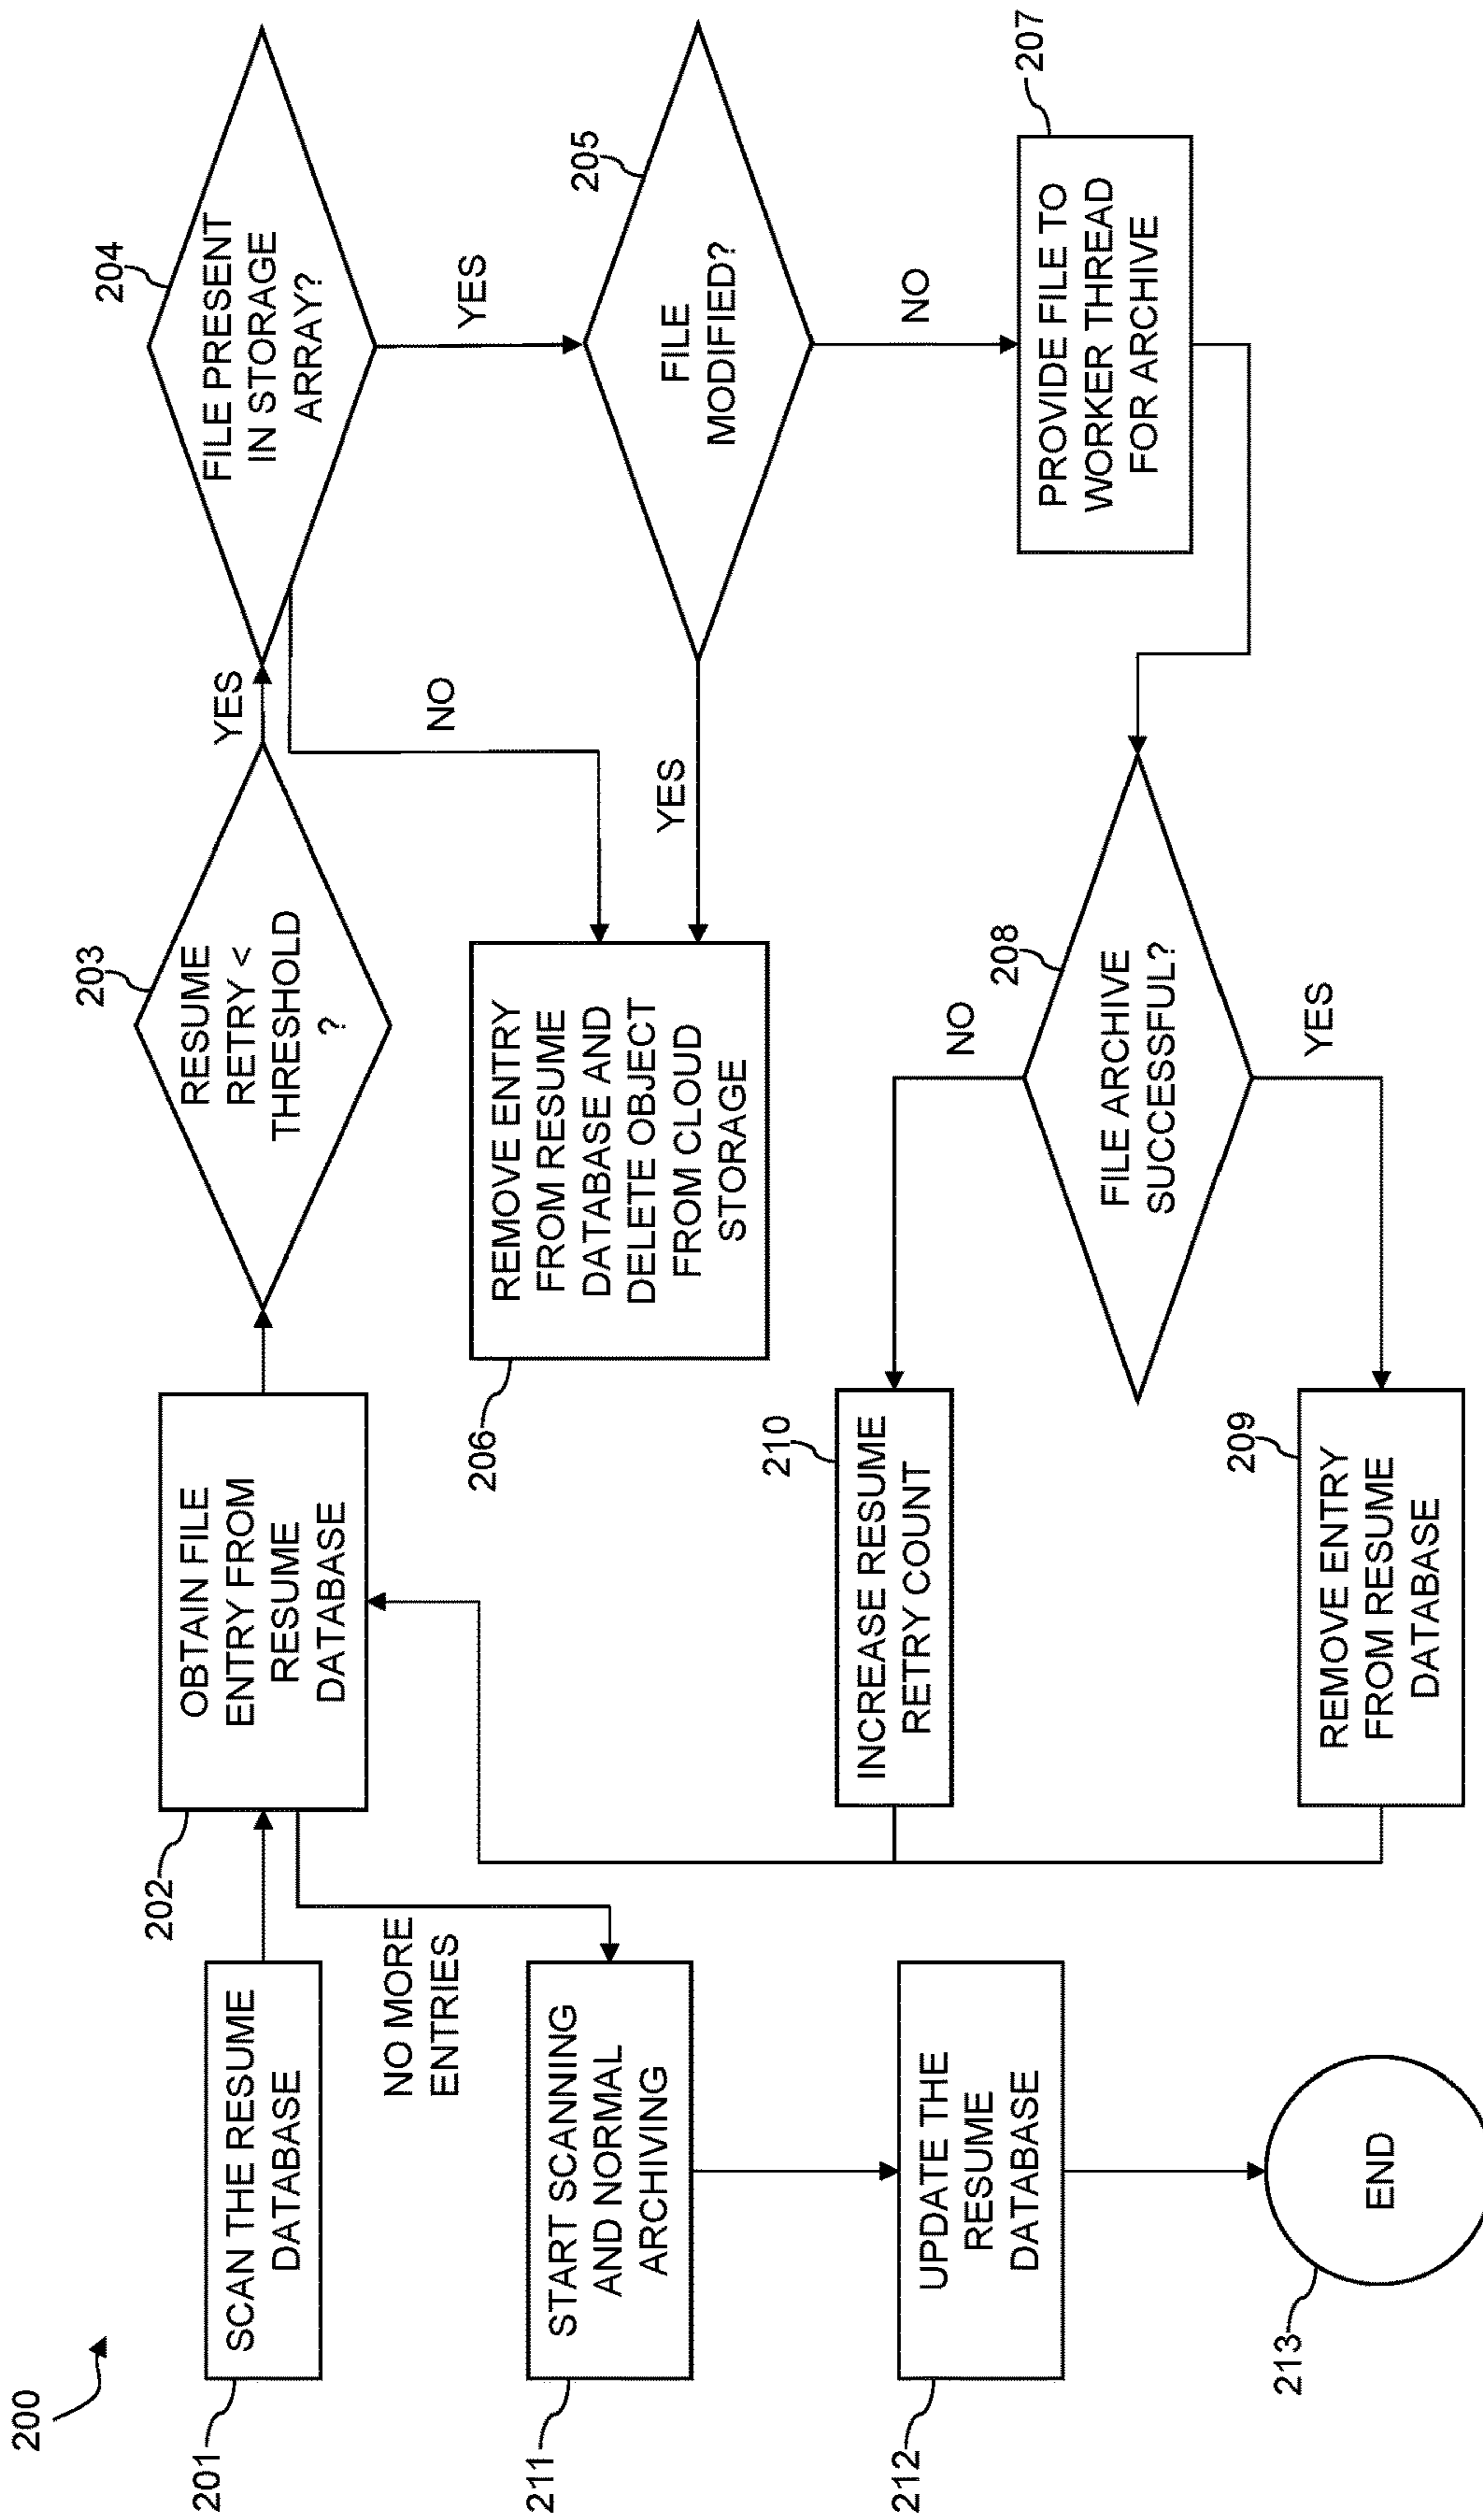 200
201
SCAN THE RESUME
DATABASE
202
OBTAIN FILE
ENTRY FROM
RESUME
DATABASE
203
RESUME
RETRY <
THRESHOLD
?
YES
204
FILE PRESENT
IN STORAGE
ARRAY?
NO
YES
205
FILE
MODIFIED?
YES
NO
206
REMOVE ENTRY
FROM RESUME
DATABASE AND
DELETE OBJECT
FROM CLOUD
STORAGE
207
PROVIDE FILE TO
WORKER THREAD
FOR ARCHIVE
208
FILE ARCHIVE
SUCCESSFUL?
NO
YES
210
INCREASE RESUME
RETRY COUNT
209
REMOVE ENTRY
FROM RESUME
DATABASE
NO MORE
ENTRIES
211
START SCANNING
AND NORMAL
ARCHIVING
212
UPDATE THE
RESUME
DATABASE
213
END